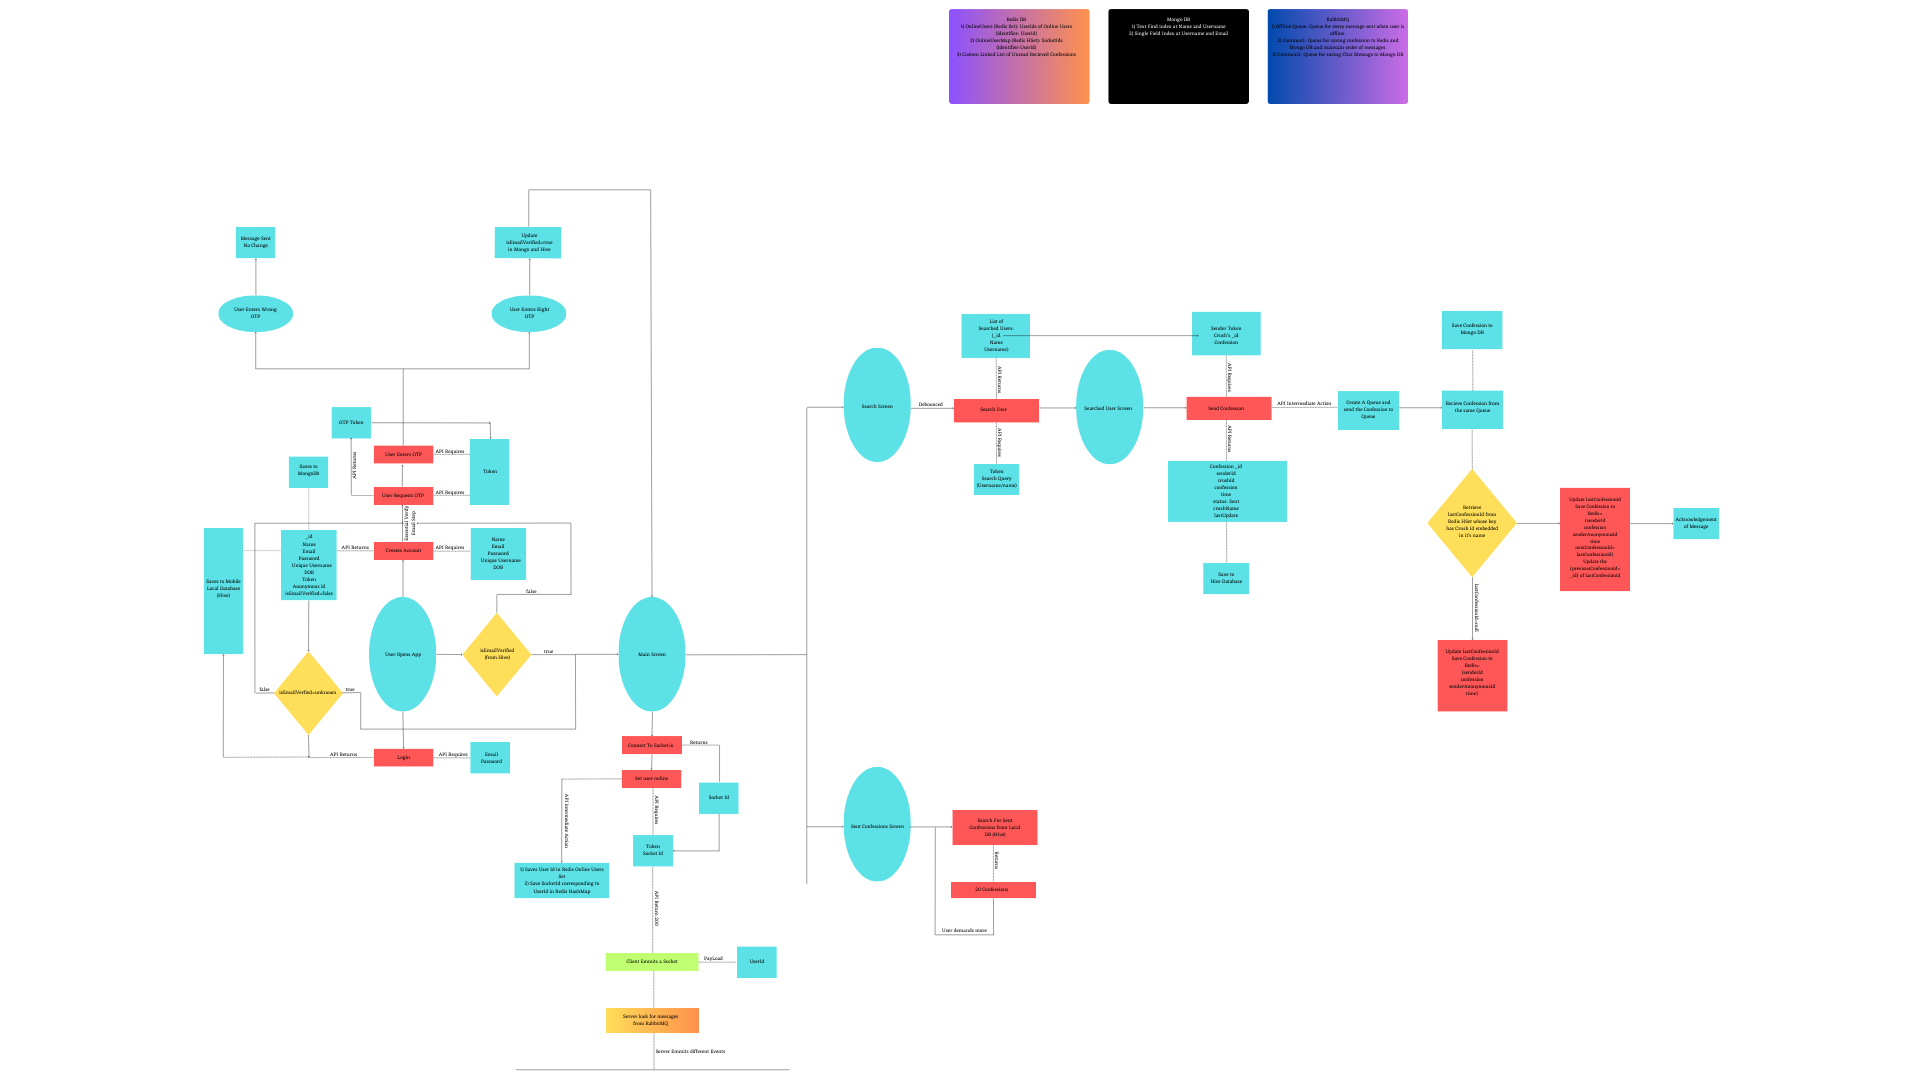 Redis DB
1) OnlineUsers (Redis Set): UserIds of Online Users
(Identifier: UserId)
2) OnlineUserMap (Redis HSet): SocketIds
(Identifier:UserId)
3) Custom Linked List of Unread Recieved Confessions
Mongo DB
1) Text Find index at Name and Username
2) Single Field Index at Username and Email
RabbitMQ
1) Offline Queue: Queue for every message sent when user is
offline.
Queue for saving confession to Redis and
Mongo DB and maintain order of messages
Queue for saving Chat Message to Mongo DB
Message Sent
No Change
Update
isEmailVerified=true
in Mongo and Hive
User Enters Wrong
OTP
User Enters Right
OTP
OTP Token
User Enters OTP
API Requires
Token
API Returns
Saves to
MongoDb
User Requests OTP
API Requires
Essential Verify
Email Step
Saves to Mobile
Local Database
(Hive)
_id
Name
Email
Password
Unique Username
DOB
Token
Anonymous Id
isEmailVerified=false
API Returns
Creates Account
API Requires
Name
Email
Password
Unique Username
DOB
false
User Opens App
isEmailVerified
(from Hive)
true
Main Screen
false
isEmailVerfied=unknown
true
API Returns
Login
API Requires
Email
Password
Connect To Socket io
Returns
Set user online
Socket Id
API Intermediate Action
API Requires
Token
Socket Id
1) Saves User Id in Redis Online Users
Set
2) Save SocketId corresponding to
UserId in Redis HashMap
API Return 200
Client Emmits a Socket
PayLoad
UserId
Server look for messages
from RabbitMQ
Server Emmits different Events
Search Screen
Debounced
List of
Searched Users:
(_id
Name
Username)
API Returns
Search User
API Requires
Token
Search Query
(Username/name)
Searched User Screen
Sender Token
Crush's _id
Confession
API Requires
Send Confession
API Returns
Confession _id
senderId
crushId
confession
time
status: Sent
crushName
lastUpdate
Save to
Hive Database
API Intermediate Action
Create A Queue and
send the Confession to
Queue
Save Confession to
Mongo DB
Recieve Confession from
the same Queue
Retrieve
lastConfessionId from
Redis HSet whose key
has Crush Id embedded
in it's name
Update lastConfessionId
Save Confession to
Redis=
(senderId
confession
senderAnonymousId
time
nextConfessionId=
lastConfessionId)
Update the
(previousConfessionId=
_id) of lastConfessionId
Acknowledgement
of Message
lastConfessionId=null
Update lastConfessionId
Save Confession to
Redis=
(senderId
confession
senderAnonymousId
time)
Sent Confessions Screen
Search For Sent
Confessions from Local
DB (Hive)
Returns
20 Confessions
User demands more